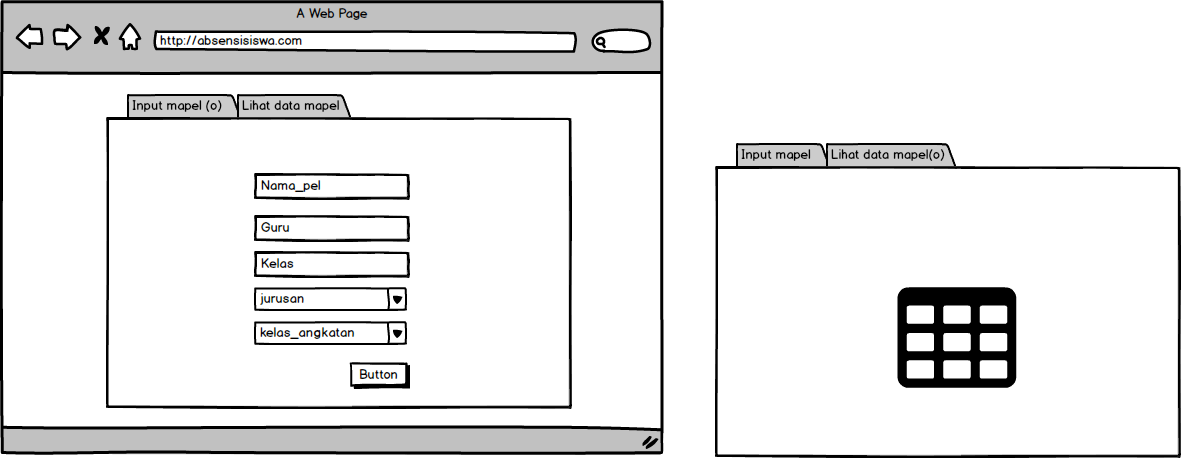 A Web Page
http://absensisiswa.com
Input mapel (o)
Lihat data mapel
Nama_pel
Guru
Kelas
jurusan
kelas_angkatan
Button
Input mapel
Lihat data mapel(o)